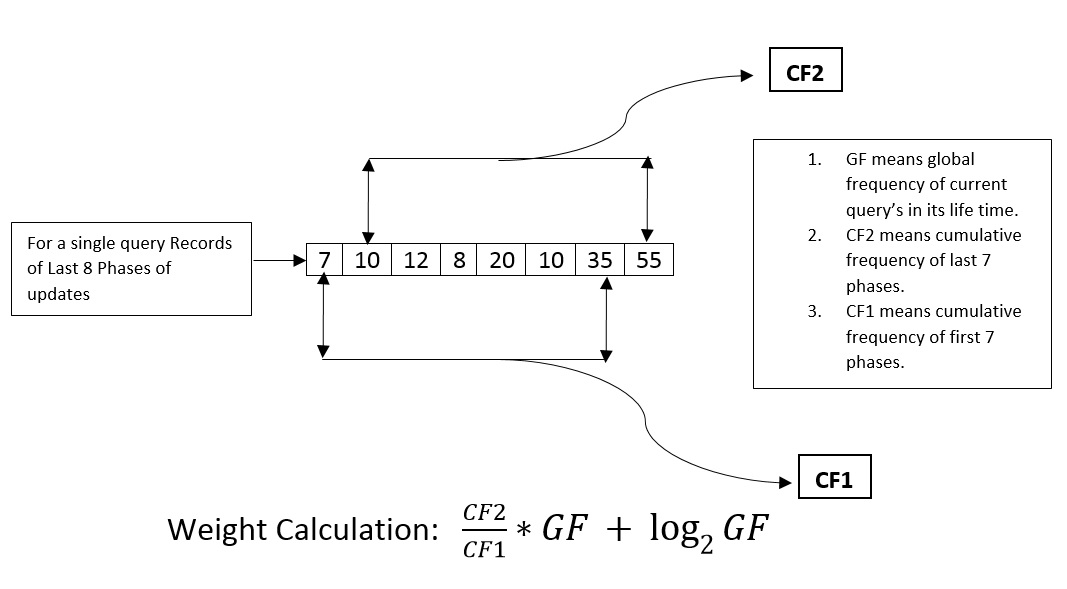 CF2
1. GF means global
frequency of current
query's in its life time.
2. CF2 means cumulative
frequency of last 7
phases.
3. CF1 means cumulative
frequency of first 7
phases.
For a single query Records
of Last 8 Phases of
updates
7 10 12 8 20 10 35 55
CF1
Weight Calculation: CF2/CF1 * GF + log₂ GF